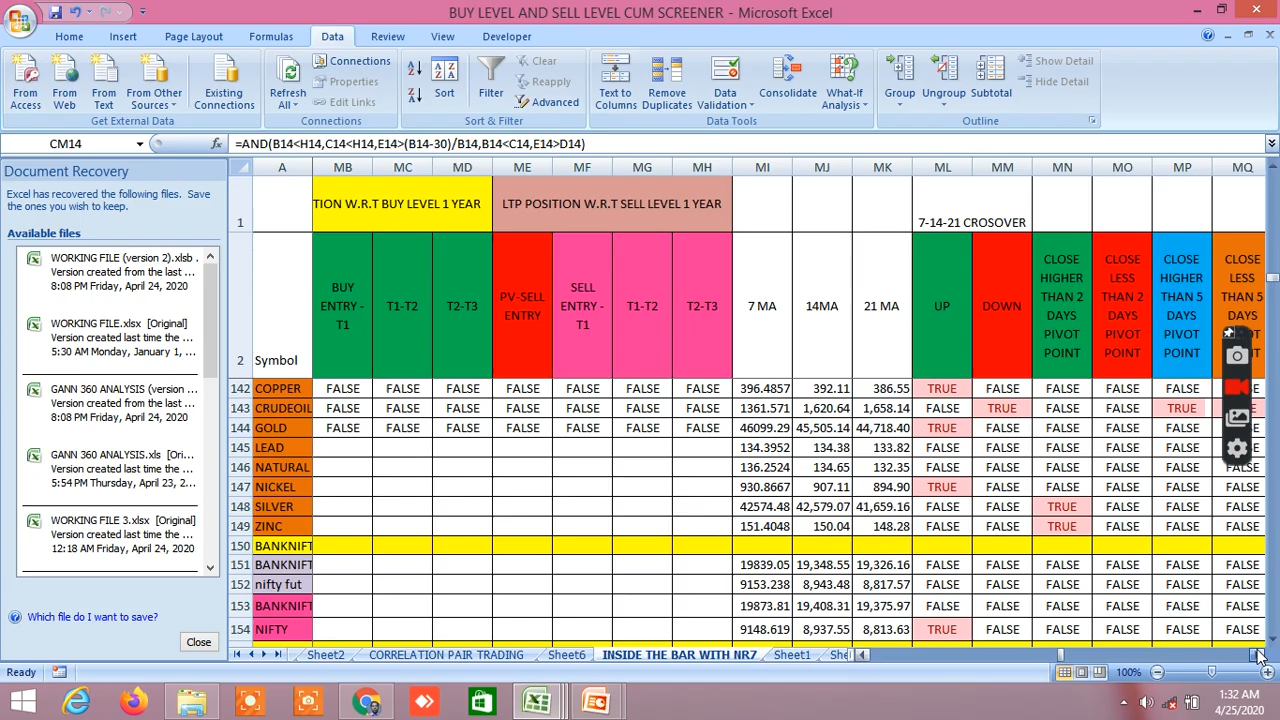 BUY LEVEL AND SELL LEVEL CUM SCREENER - Microsoft Excel
Home Insert Page Layout Formulas Data Review View Developer
From Access
From Web
From Text
From Other Sources
Existing Connections
Get External Data
Refresh All
Connections
Properties
Edit Links
Connections
Sort
Filter
Clear
Reapply
Advanced
Sort & Filter
Text to Columns
Remove Duplicates
Data Validation
Consolidate
What-If Analysis
Data Tools
Group
Ungroup
Subtotal
Show Detail
Hide Detail
Outline
CM14 fx =AND(B14<H14,C14<H14,E14>(B14-30)/B14,B14<C14,E14>D14)
Document Recovery
Excel has recovered the following files. Save
the ones you wish to keep.
Available files
WORKING FILE (version 2).xlsb .
Version created from the last ...
8:08 PM Friday, April 24, 2020
WORKING FILE.xlsx [Original]
Version created last time the ...
5:30 AM Monday, January 1, ...
GANN 360 ANALYSIS (version ...
Version created from the last ...
8:08 PM Friday, April 24, 2020
GANN 360 ANALYSIS.xls [Ori...
Version created last time the ...
5:54 PM Thursday, April 23, 2...
WORKING FILE 3.xlsx [Original]
Version created last time the ...
12:18 AM Friday, April 24, 2020
Which file do I want to save?
Close
A MB MC MD ME MF MG MH MI MJ MK ML MM MN MO MP MQ
1 TION W.R.T BUY LEVEL 1 YEAR LTP POSITION W.R.T SELL LEVEL 1 YEAR 7-14-21 CROSOVER
2 Symbol
BUY ENTRY - T1
T1-T2
T2-T3
PV-SELL ENTRY
SELL ENTRY - T1
T1-T2
T2-T3
7 MA
14MA
21 MA
UP
DOWN
CLOSE HIGHER THAN 2 DAYS PIVOT POINT
CLOSE LESS THAN 2 DAYS PIVOT POINT
CLOSE HIGHER THAN 5 DAYS PIVOT POINT
CLOSE LESS THAN 5 DAYS PIVOT POINT
142 COPPER FALSE FALSE FALSE FALSE FALSE FALSE FALSE 396.4857 392.11 386.55 TRUE FALSE FALSE FALSE FALSE FALSE
143 CRUDEOIL FALSE FALSE FALSE FALSE FALSE FALSE FALSE 1361.571 1,620.64 1,658.14 FALSE TRUE FALSE FALSE TRUE
144 GOLD FALSE FALSE FALSE FALSE FALSE FALSE FALSE 46099.29 45,505.14 44,718.40 TRUE FALSE FALSE FALSE FALSE
145 LEAD 134.3952 134.38 133.82 FALSE FALSE FALSE FALSE FALSE
146 NATURAL 136.2524 134.65 132.35 FALSE FALSE FALSE FALSE FALSE FALSE
147 NICKEL 930.8667 907.11 894.90 TRUE FALSE FALSE FALSE FALSE FALSE
148 SILVER 42574.48 42,579.07 41,659.16 FALSE FALSE TRUE FALSE FALSE FALSE
149 ZINC 151.4048 150.04 148.28 FALSE FALSE TRUE FALSE FALSE FALSE
150 BANKNIFT
151 BANKNIFT 19839.05 19,348.55 19,326.16 FALSE FALSE FALSE FALSE FALSE FALSE
152 nifty fut 9153.238 8,943.48 8,817.57 FALSE FALSE FALSE FALSE FALSE FALSE
153 BANKNIFT 19873.81 19,408.31 19,375.97 FALSE FALSE FALSE FALSE FALSE FALSE
154 NIFTY 9148.619 8,937.55 8,813.63 TRUE FALSE FALSE FALSE FALSE FALSE
Sheet2 CORRELATION PAIR TRADING Sheet6 INSIDE THE BAR WITH NR7 Sheet1 She
Ready 100%
1:32 AM
4/25/2020